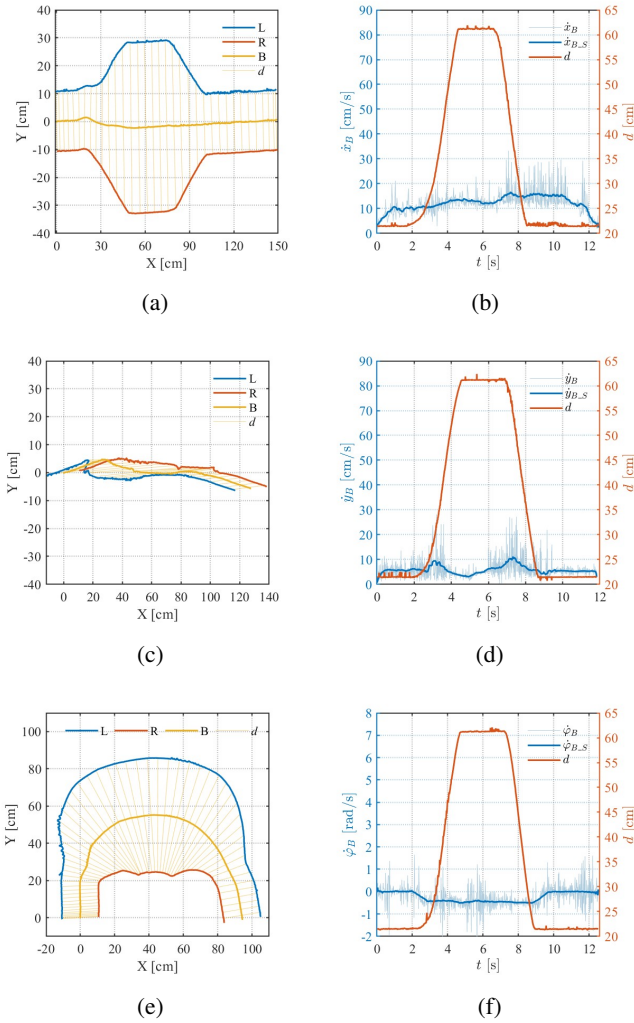 40
30
20
10
0
-10
-20
-30
-40
Y [cm]
0 30 60 90 120 150
X [cm]
L
R
B
d
(a)
90
80
70
60
50
40
30
20
10
0
ẋ_B [cm/s]
ẋ_B
ẋ_B_S
d
65
60
55
50
45
40
35
30
25
20
d [cm]
0 2 4 6 8 10 12
t [s]
(b)
40
30
20
10
0
-10
-20
-30
-40
Y [cm]
0 20 40 60 80 100 120 140
X [cm]
L
R
B
d
(c)
90
80
70
60
50
40
30
20
10
0
ẏ_B [cm/s]
ẏ_B
ẏ_B_S
d
65
60
55
50
45
40
35
30
25
20
d [cm]
0 2 4 6 8 10 12
t [s]
(d)
L R B d
100
80
60
40
20
0
Y [cm]
-20 0 20 40 60 80 100
X [cm]
(e)
8
7
6
5
4
3
2
1
0
-1
-2
φ̇_B [rad/s]
φ̇_B
φ̇_B_S
d
65
60
55
50
45
40
35
30
25
20
d [cm]
0 2 4 6 8 10 12
t [s]
(f)